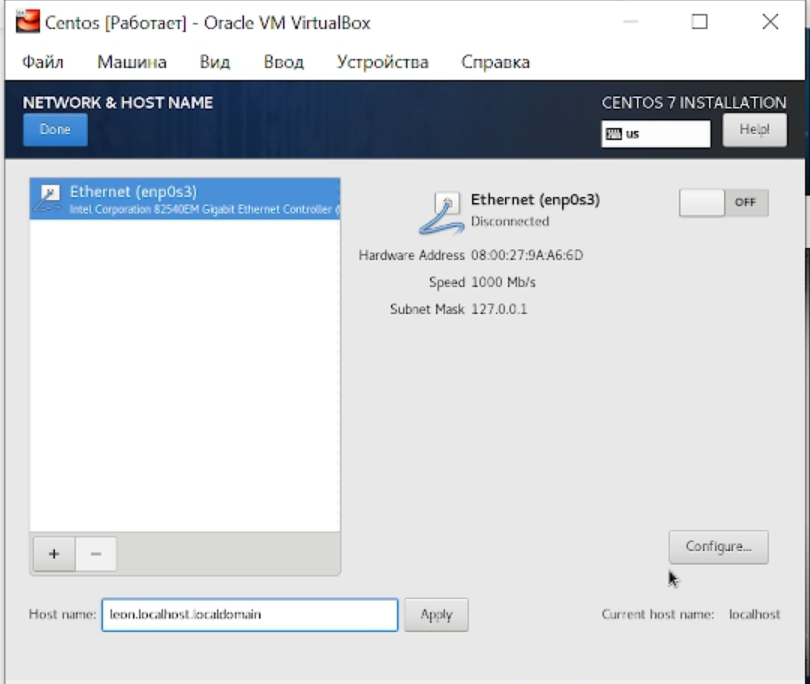 Centos [Работает] - Oracle VM VirtualBox
Файл Машина Вид Ввод Устройства Справка
NETWORK & HOST NAME
CENTOS 7 INSTALLATION
Done
us
Help!
Ethernet (enp0s3)
Intel Corporation 82540EM Gigabit Ethernet Controller (
Ethernet (enp0s3)
Disconnected
OFF
Hardware Address 08:00:27:9A:A6:6D
Speed 1000 Mb/s
Subnet Mask 127.0.0.1
+ −
Configure...
Host name: leon.localhost.localdomain Apply Current host name: localhost